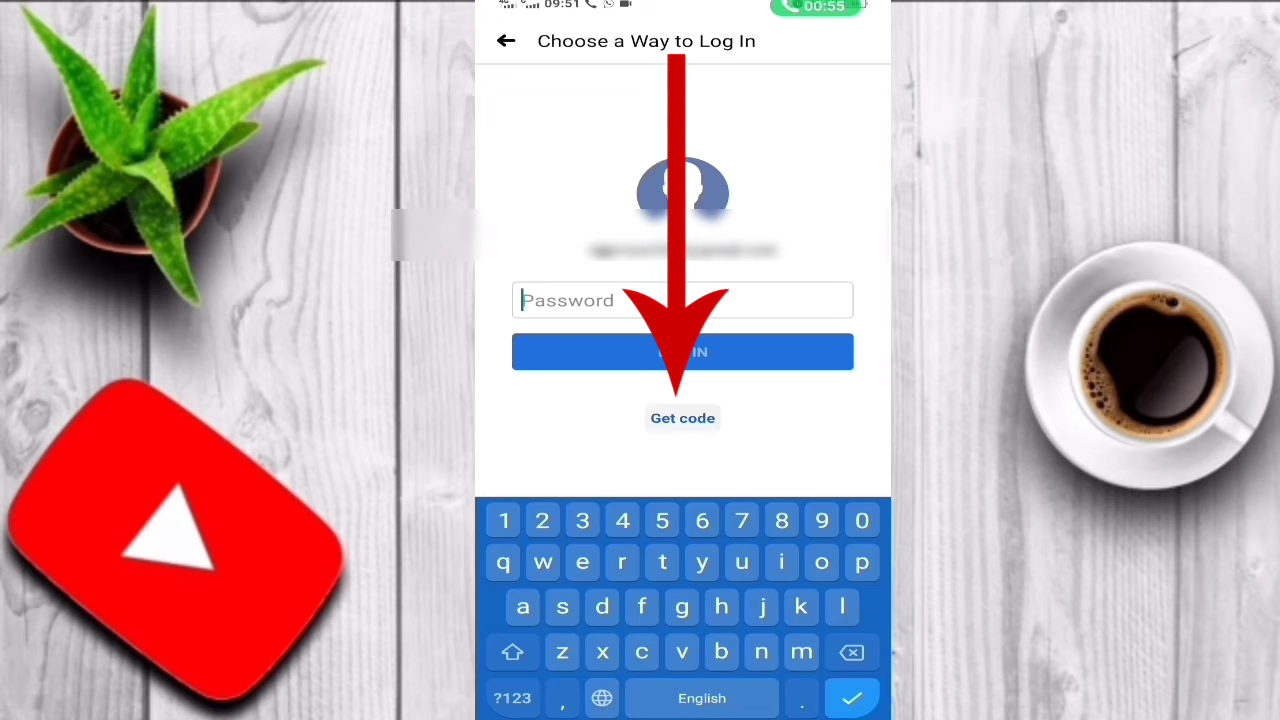 09:51
00:55
Choose a Way to Log In
Password
IN
Get code
1 2 3 4 5 6 7 8 9 0
q w e r t y u i o p
a s d f g h j k l
z x c v b n m
?123 , English .